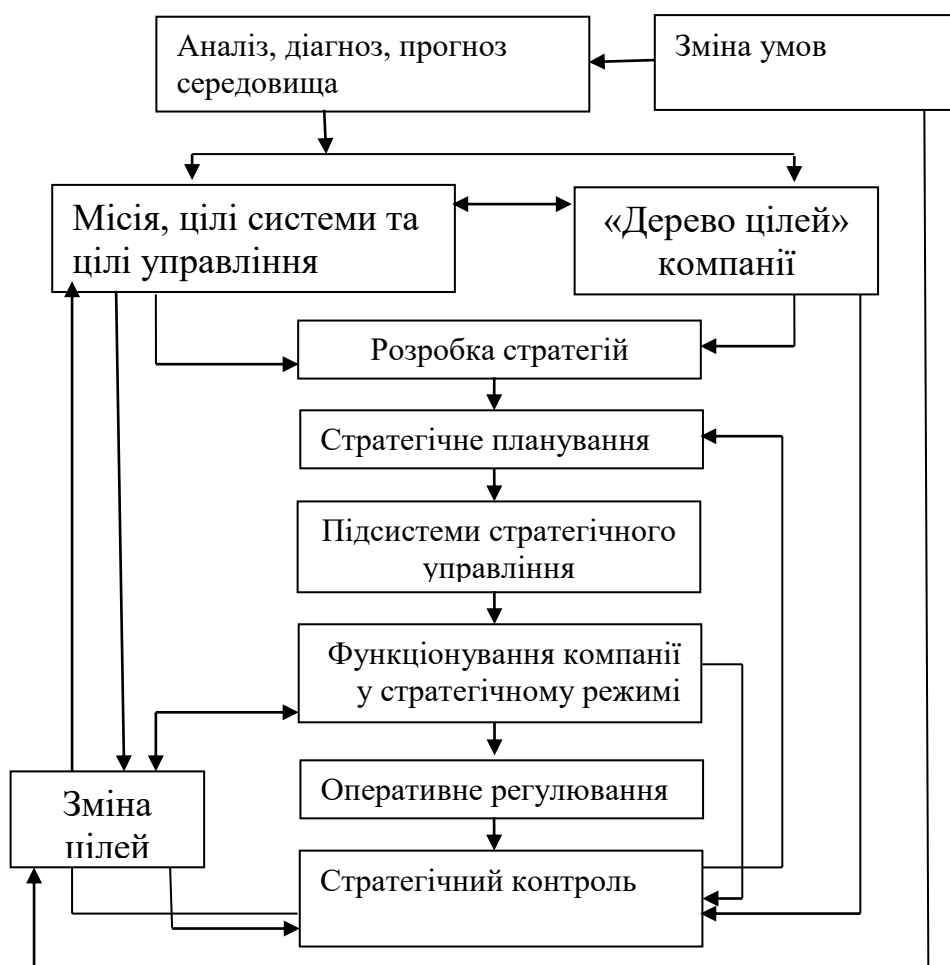 Аналіз, діагноз, прогноз
середовища
Зміна умов
Місія, цілі системи та
цілі управління
«Дерево цілей»
компанії
Розробка стратегій
Стратегічне планування
Підсистеми стратегічного
управління
Функціонування компанії
у стратегічному режимі
Оперативне регулювання
Зміна
цілей
Стратегічний контроль